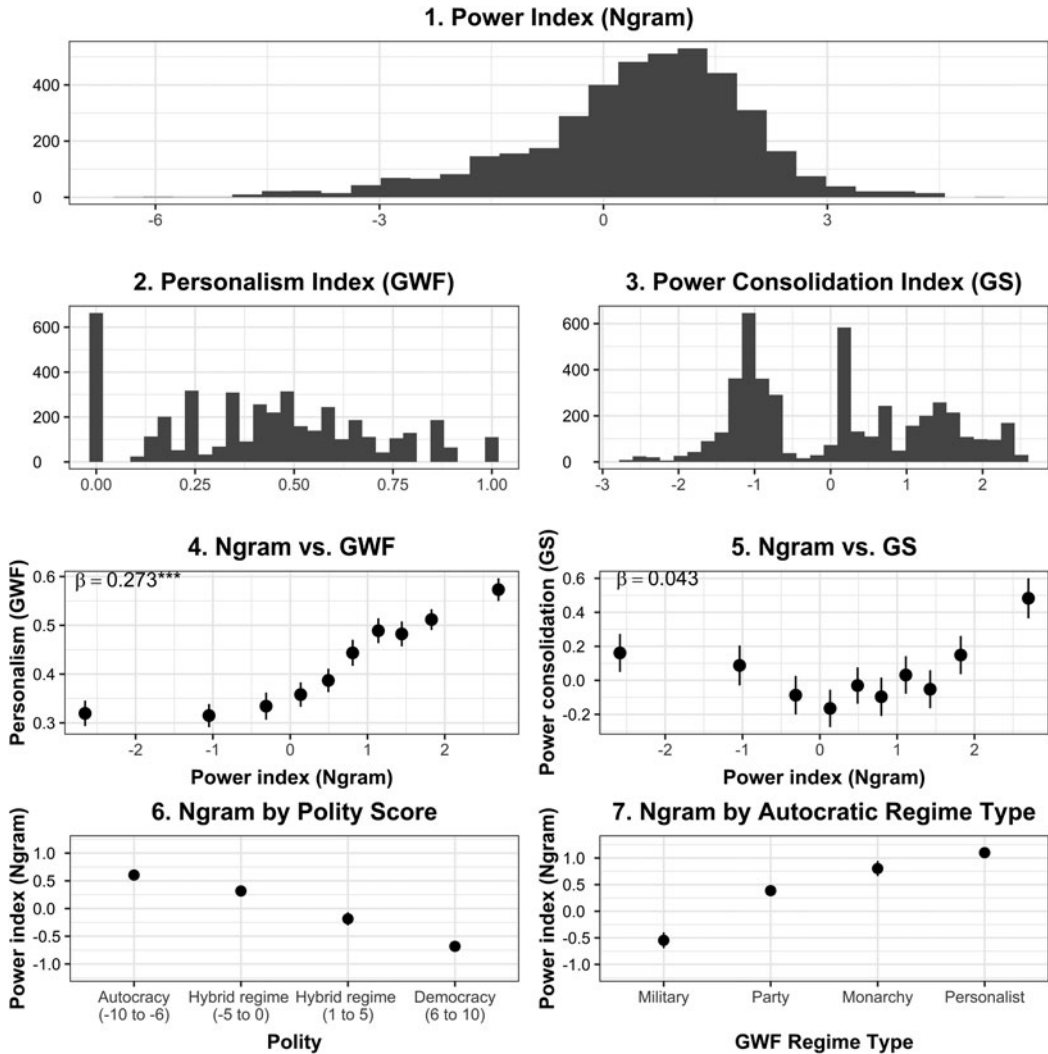 1. Power Index (Ngram)
400
200
0
-6 -3 0 3
2. Personalism Index (GWF)
600
400
200
0
0.00 0.25 0.50 0.75 1.00
3. Power Consolidation Index (GS)
600
400
200
0
-3 -2 -1 0 1 2
4. Ngram vs. GWF
Personalism (GWF)
β = 0.273***
0.6
0.5
0.4
0.3
-2 -1 0 1 2
Power index (Ngram)
5. Ngram vs. GS
Power consolidation (GS)
β = 0.043
0.6
0.4
0.2
0.0
-0.2
-2 -1 0 1 2
Power index (Ngram)
6. Ngram by Polity Score
Power index (Ngram)
1.0
0.5
0.0
-0.5
-1.0
Autocracy Hybrid regime Hybrid regime Democracy
(-10 to -6) (-5 to 0) (1 to 5) (6 to 10)
Polity
7. Ngram by Autocratic Regime Type
Power index (Ngram)
1.0
0.5
0.0
-0.5
-1.0
Military Party Monarchy Personalist
GWF Regime Type